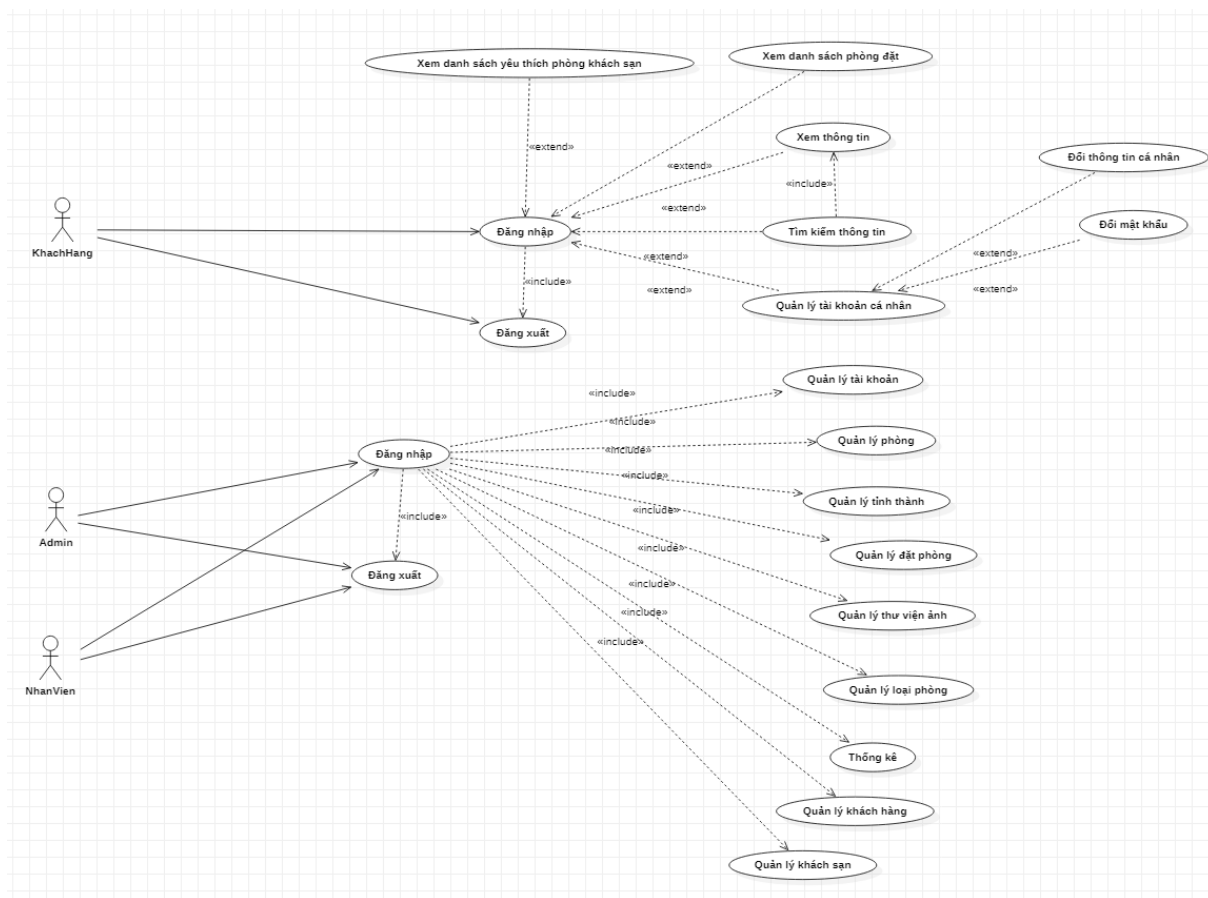 Xem danh sách yêu thích phòng khách sạn
Xem danh sách phòng đặt
Xem thông tin
«extend»
«extend»
«include»
Đổi thông tin cá nhân
«extend»
KhachHang
Đăng nhập
Tìm kiếm thông tin
Đổi mật khẩu
«extend»
«extend»
«include»
«extend»
«extend»
Quản lý tài khoản cá nhân
Đăng xuất
Quản lý tài khoản
«include»
«include»
Quản lý phòng
Đăng nhập
«include»
«include»
Quản lý tỉnh thành
«include»
«include»
Admin
«include»
Quản lý đặt phòng
Đăng xuất
«include»
«include»
Quản lý thư viện ảnh
«include»
NhanVien
Quản lý loại phòng
Thống kê
Quản lý khách hàng
Quản lý khách sạn